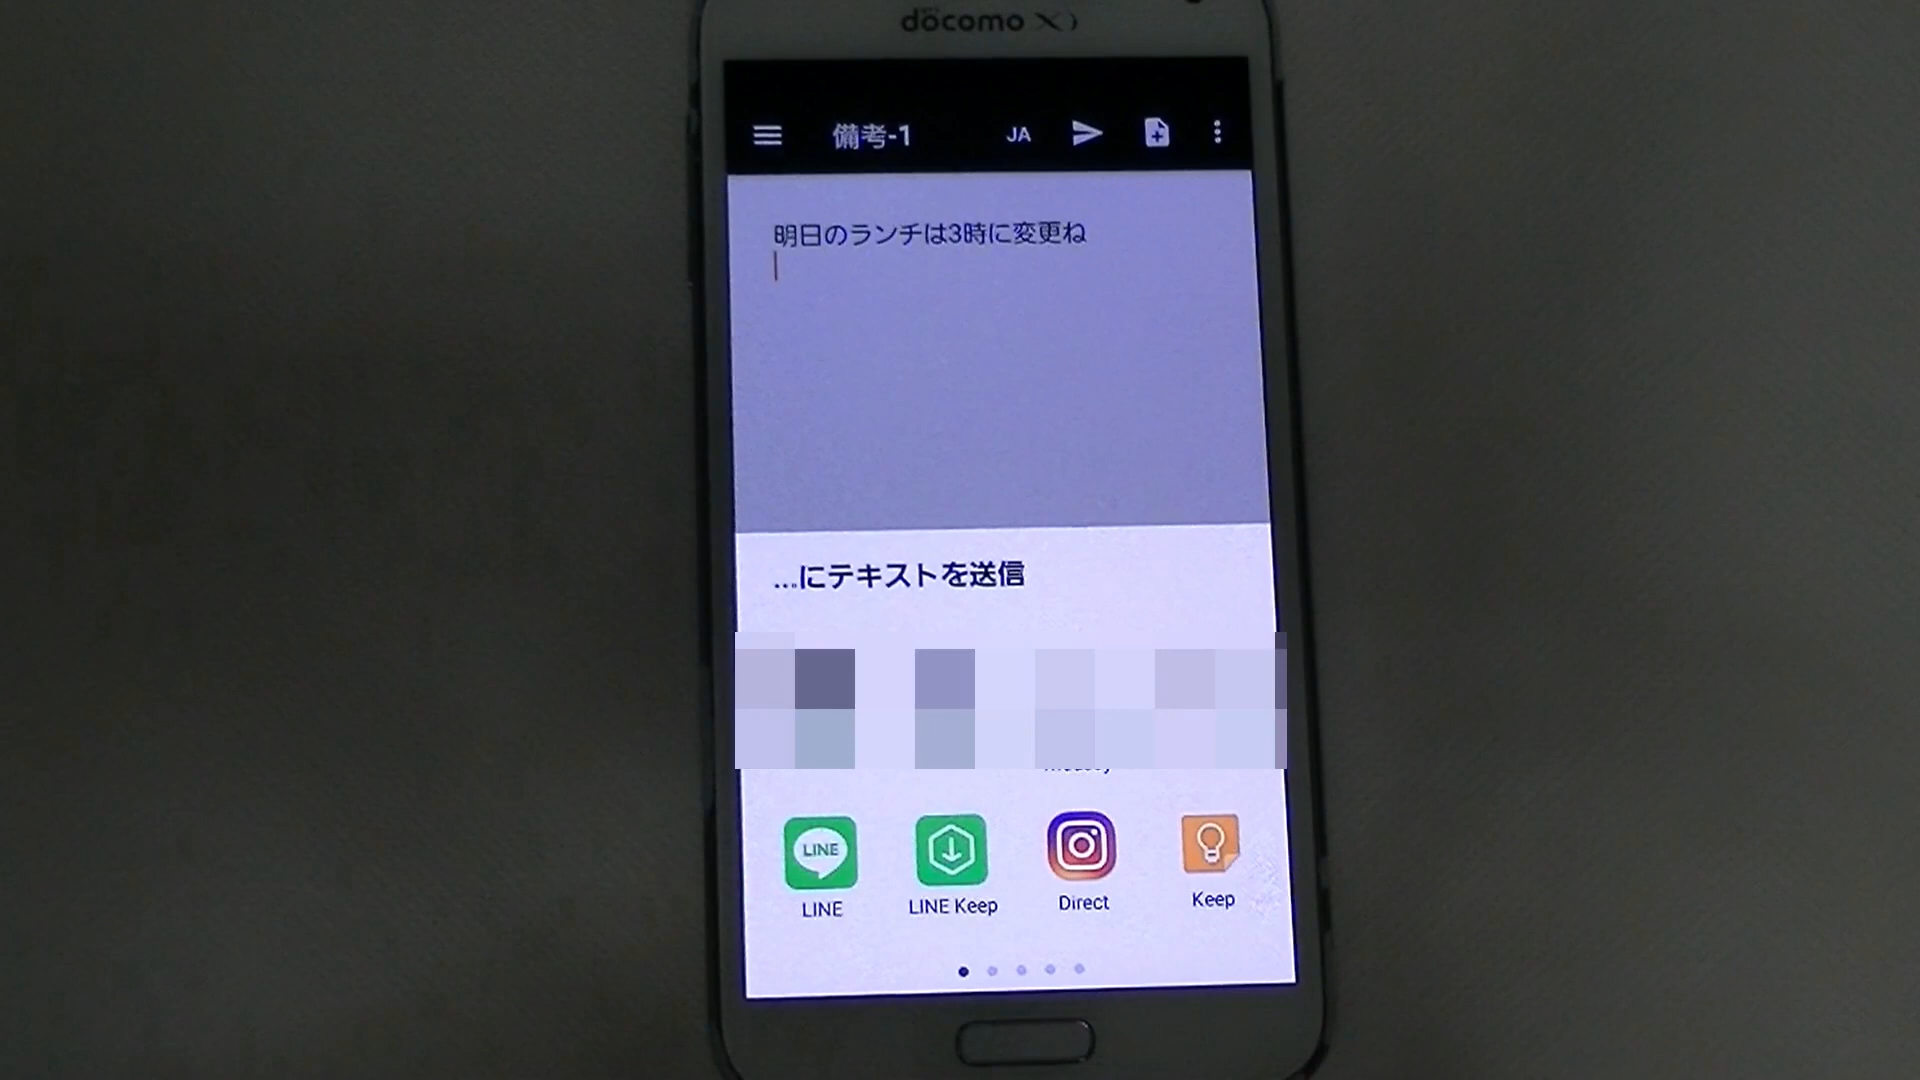 docomo Xi
備考-1
JA
明日のランチは3時に変更ね
...にテキストを送信
LINE
LINE
LINE Keep
Direct
Keep